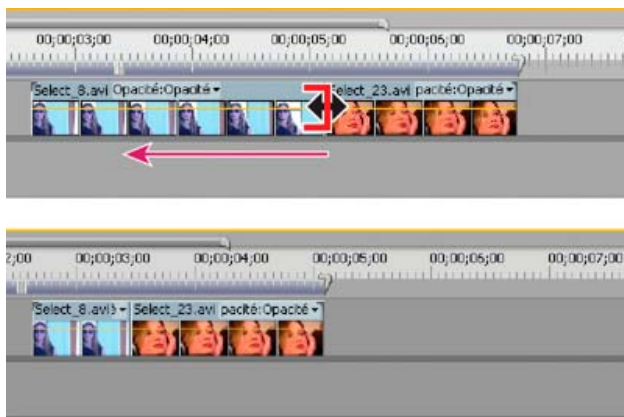 00;00;03;00 00;00;04;00 00;00;05;00 00;00;06;00 00;00;07;00
Select_8.avi Opacité:Opacité elect_23.avi pacité:Opacité
2;00 00;00;03;00 00;00;04;00 00;00;05;00 00;00;06;00 00;00;07;00
Select_8.avi Select_23.avi pacité:Opacité